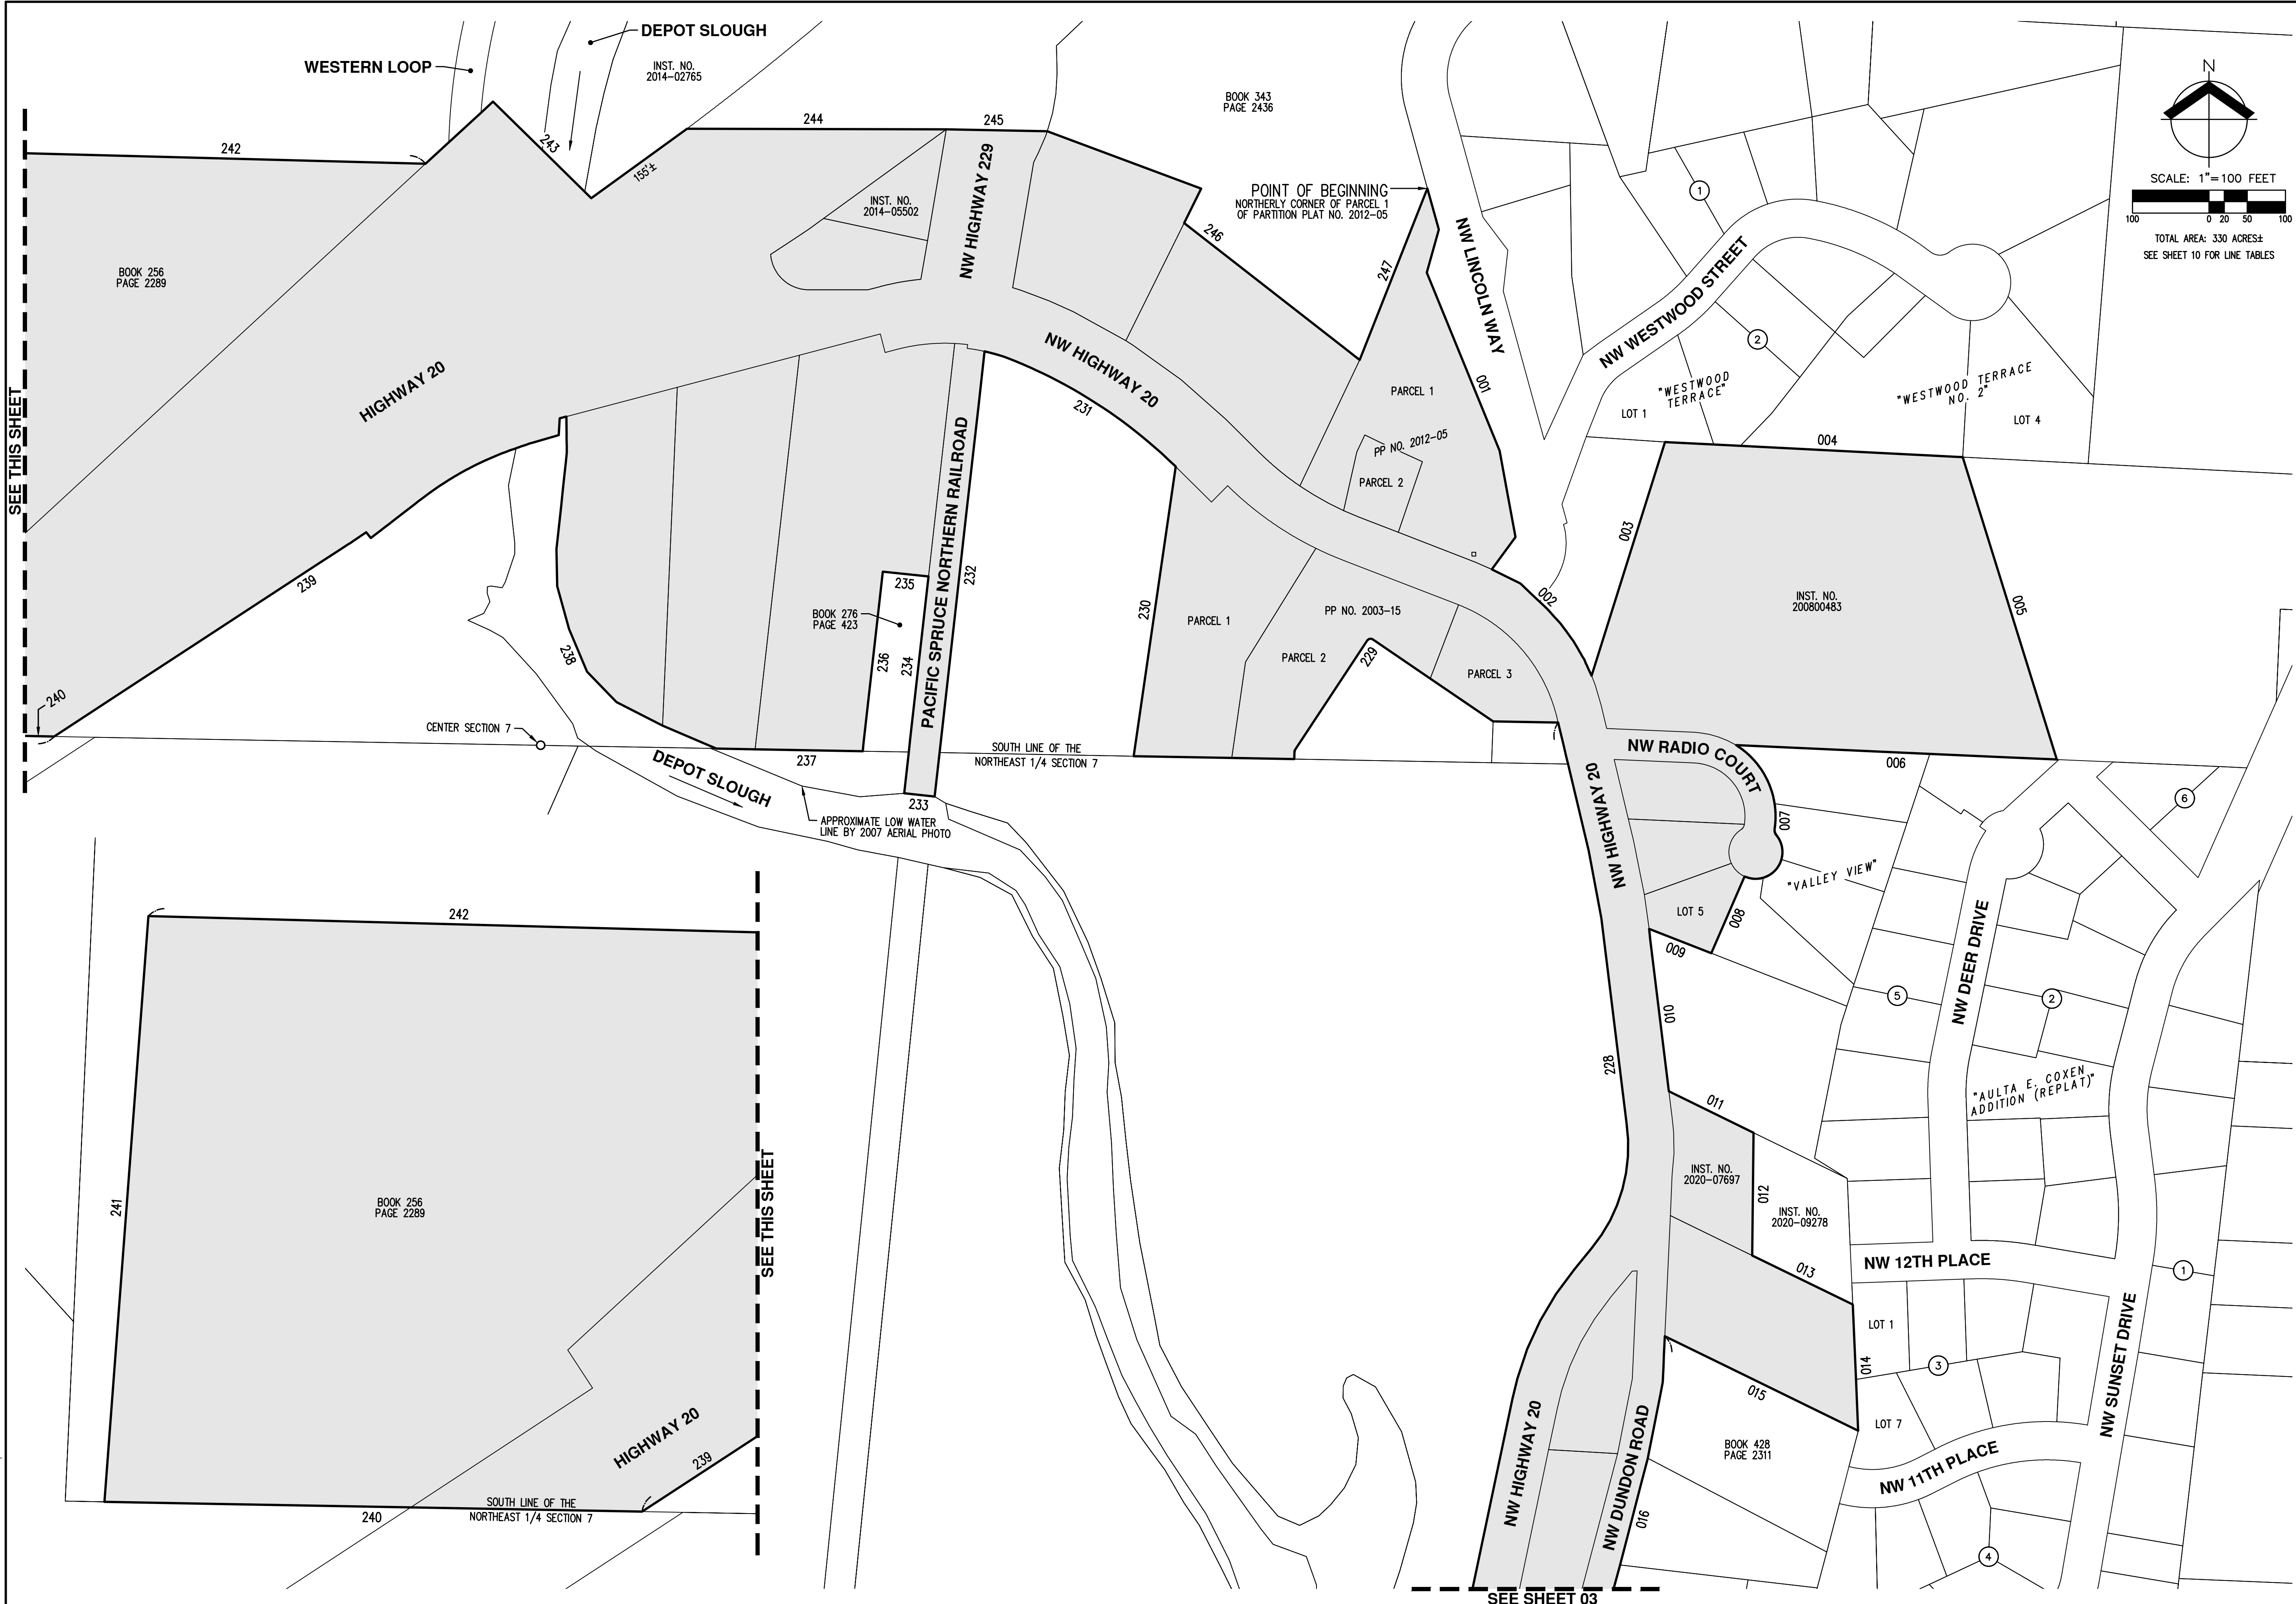 DEPOT SLOUGH
WESTERN LOOP
INST. NO.
2014-02765
BOOK 343
PAGE 2436
N
SCALE: 1"=100 FEET
100 0 20 50 100
TOTAL AREA: 330 ACRES±
SEE SHEET 10 FOR LINE TABLES
242
243
155'±
244
245
NW HIGHWAY 229
INST. NO.
2014-05502
246
POINT OF BEGINNING
NORTHERLY CORNER OF PARCEL 1
OF PARTITION PLAT NO. 2012-05
247
NW LINCOLN WAY
1
NW WESTWOOD STREET
2
"WESTWOOD
TERRACE"
"WESTWOOD TERRACE
NO. 2"
LOT 1
LOT 4
BOOK 256
PAGE 2289
SEE THIS SHEET
HIGHWAY 20
NW HIGHWAY 20
231
001
PARCEL 1
PP NO. 2012-05
PARCEL 2
004
003
005
INST. NO.
200800483
002
239
240
238
PACIFIC SPRUCE NORTHERN RAILROAD
232
235
BOOK 276
PAGE 423
236
234
230
PARCEL 1
PP NO. 2003-15
PARCEL 2
229
PARCEL 3
CENTER SECTION 7
DEPOT SLOUGH
237
233
APPROXIMATE LOW WATER
LINE BY 2007 AERIAL PHOTO
SOUTH LINE OF THE
NORTHEAST 1/4 SECTION 7
NW RADIO COURT
006
NW HIGHWAY 20
007
"VALLEY VIEW"
6
LOT 5
008
009
010
5
NW DEER DRIVE
2
228
"AULTA E. COXEN
ADDITION (REPLAT)"
011
INST. NO.
2020-07697
012
INST. NO.
2020-09278
NW 12TH PLACE
013
1
LOT 1
3
014
015
NW SUNSET DRIVE
LOT 7
BOOK 428
PAGE 2311
NW 11TH PLACE
NW HIGHWAY 20
NW DUNDON ROAD
016
4
SEE SHEET 03
242
241
BOOK 256
PAGE 2289
SEE THIS SHEET
HIGHWAY 20
239
SOUTH LINE OF THE
NORTHEAST 1/4 SECTION 7
240